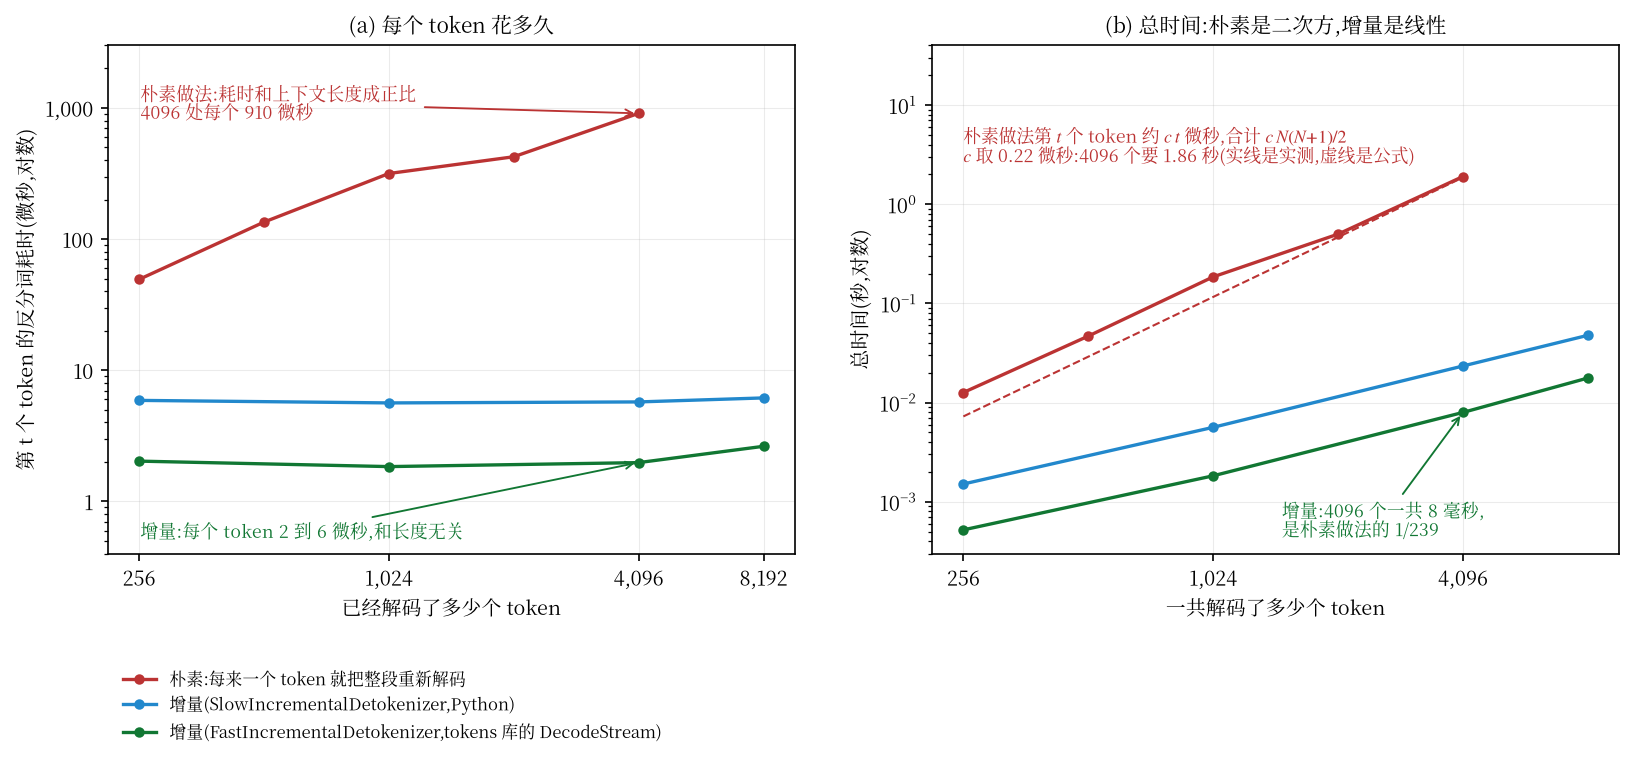 (a) 每个 token 花多久
第 t 个 token 的反分词耗时(微秒,对数)
1,000
100
10
1
朴素做法:耗时和上下文长度成正比
4096 处每个 910 微秒
增量:每个 token 2 到 6 微秒,和长度无关
256
1,024
4,096
8,192
已经解码了多少个 token
(b) 总时间:朴素是二次方,增量是线性
总时间(秒,对数)
10¹
10⁰
10⁻¹
10⁻²
10⁻³
朴素做法第 t 个 token 约 c t 微秒,合计 c N(N+1)/2
c 取 0.22 微秒:4096 个要 1.86 秒(实线是实测,虚线是公式)
增量:4096 个一共 8 毫秒,
是朴素做法的 1/239
256
1,024
4,096
一共解码了多少个 token
朴素:每来一个 token 就把整段重新解码
增量(SlowIncrementalDetokenizer,Python)
增量(FastIncrementalDetokenizer,tokens 库的 DecodeStream)